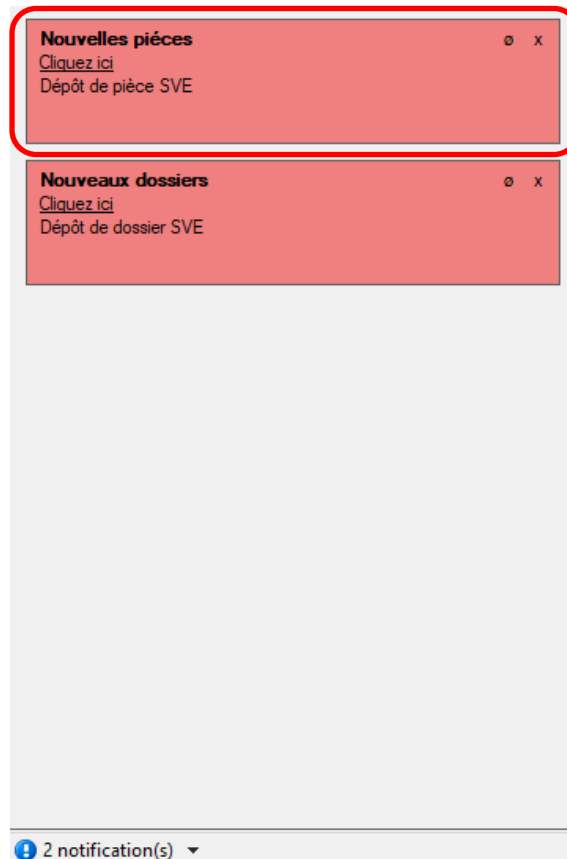 Nouvelles piéces ø x
Cliquez ici
Dépôt de pièce SVE
Nouveaux dossiers ø x
Cliquez ici
Dépôt de dossier SVE
2 notification(s)